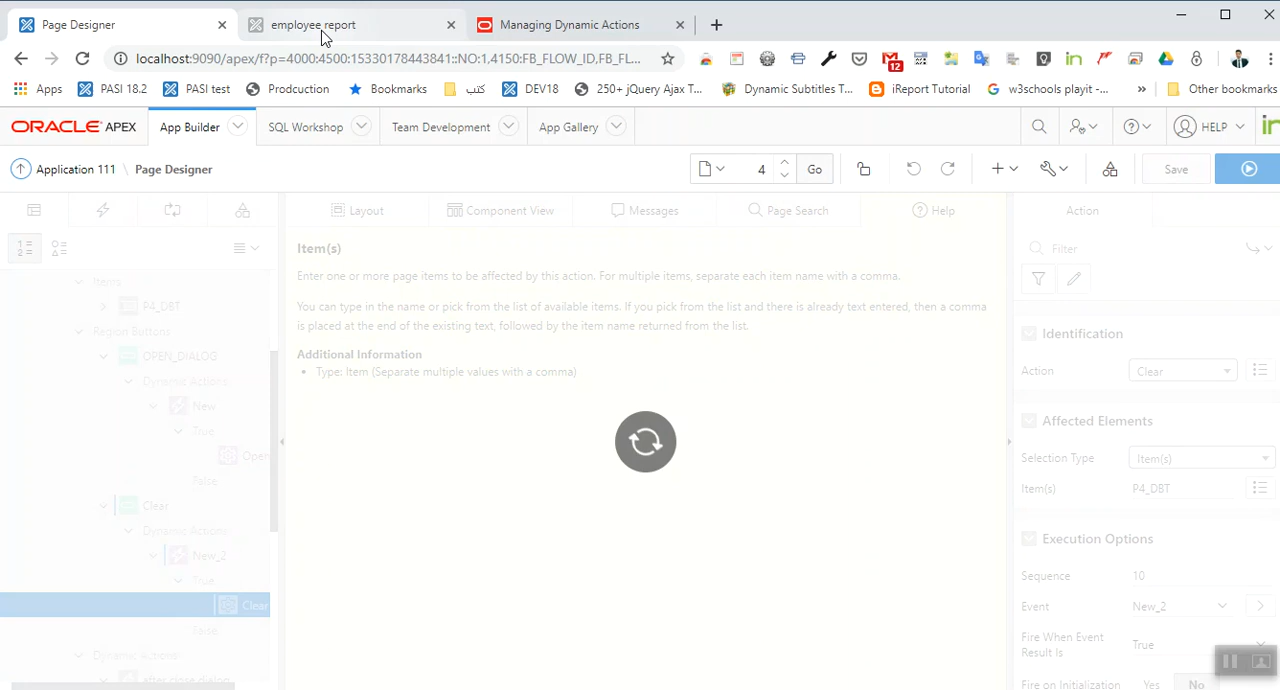 Page Designer
employee report
Managing Dynamic Actions
localhost:9090/apex/f?p=4000:4500:15330178443841::NO:1,4150:FB_FLOW_ID,FB_FL...
12
Apps
PASI 18.2
PASI test
Production
Bookmarks
كتب
DEV18
250+ jQuery Ajax T...
Dynamic Subtitles T...
iReport Tutorial
w3schools playit -...
»
Other bookmarks
ORACLE APEX
App Builder
SQL Workshop
Team Development
App Gallery
HELP
in
Application 111 \ Page Designer
4
Go
Save
Layout
Component View
Messages
Page Search
Help
Action
Item(s)
Filter
Enter one or more page items to be affected by this action. For multiple items, separate each item name with a comma.
You can type in the name or pick from the list of available items. If you pick from the list and there is already text entered, then a comma
is placed at the end of the existing text, followed by the item name returned from the list.
Additional Information
• Type: Item (Separate multiple values with a comma)
Items
P4_DBT
Region Buttons
OPEN_DIALOG
Dynamic Actions
New
True
Open
False
Clear
Dynamic Actions
New_2
True
Clear
False
Dynamic Actions
after close dialog
Identification
Action
Clear
Affected Elements
Selection Type
Item(s)
Item(s)
P4_DBT
Execution Options
Sequence
10
Event
New_2
Fire When Event
Result Is
True
Fire on Initialization
Yes
No